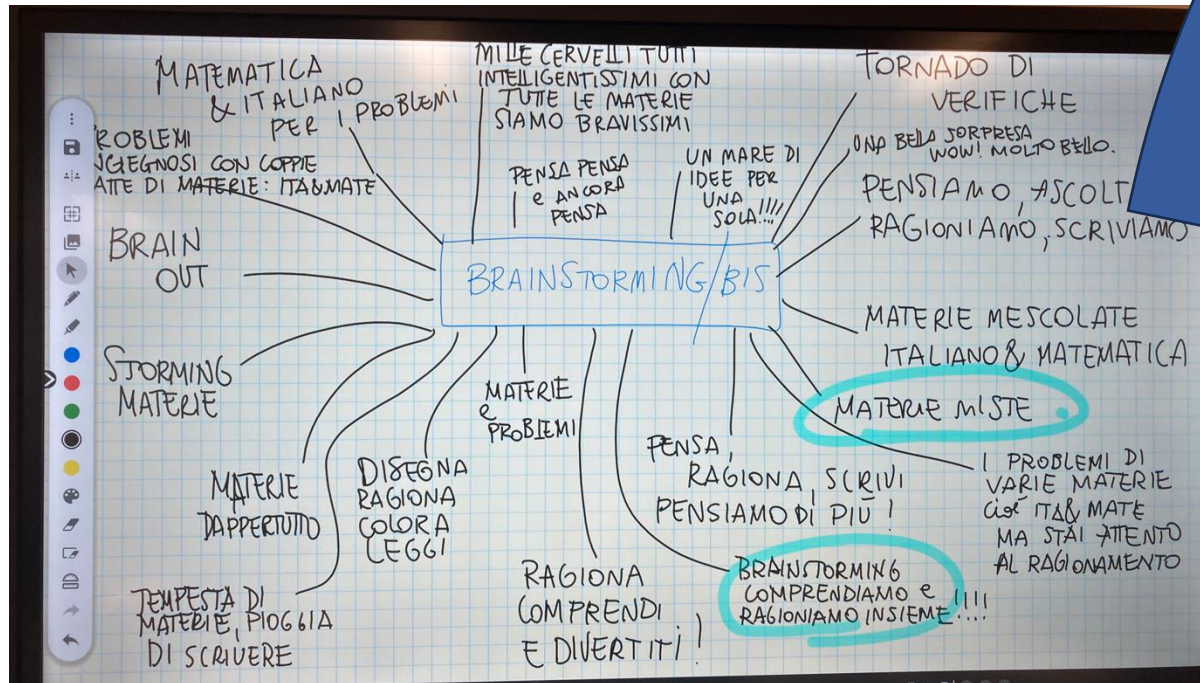 MATEMATICA
& ITALIANO
PER I PROBLEMI
MILLE CERVELLI TUTTI
INTELLIGENTISSIMI CON
TUTTE LE MATERIE
SIAMO BRAVISSIMI
TORNADO DI
VERIFICHE
ROBLEMI
CON COPPIE
ATE DI MATERIE: ITA&MATE
PENSA PENSA
e ANCORA
PENSA
UN MARE DI
IDEE PER
UNA
SOLA!!!!
UNA BELLA SORPRESA
WOW! MOLTO BELLO.
PENSIAMO, ASCOLT
RAGIONIAMO, SCRIVIAMO
BRAIN
OUT
BRAINSTORMING/BIS
MATERIE MESCOLATE
ITALIANO & MATEMATICA
STORMING
MATERIE
MATERIE
e
PROBLEMI
MATERIE MISTE.
MATERIE
DAPPERTUTTO
DISEGNA
RAGIONA
COLORA
LEGGI
PENSA,
RAGIONA, SCRIVI
PENSIAMO DI PIÙ!
I PROBLEMI DI
VARIE MATERIE
cioè ITA& MATE
MA STAI ATTENTO
AL RAGIONAMENTO
TEMPESTA DI
MATERIE, PIOGGIA
DI SCRIVERE
RAGIONA
COMPRENDI
E DIVERTITI!
BRAINSTORMING
COMPRENDIAMO e
RAGIONIAMO INSIEME!!!!